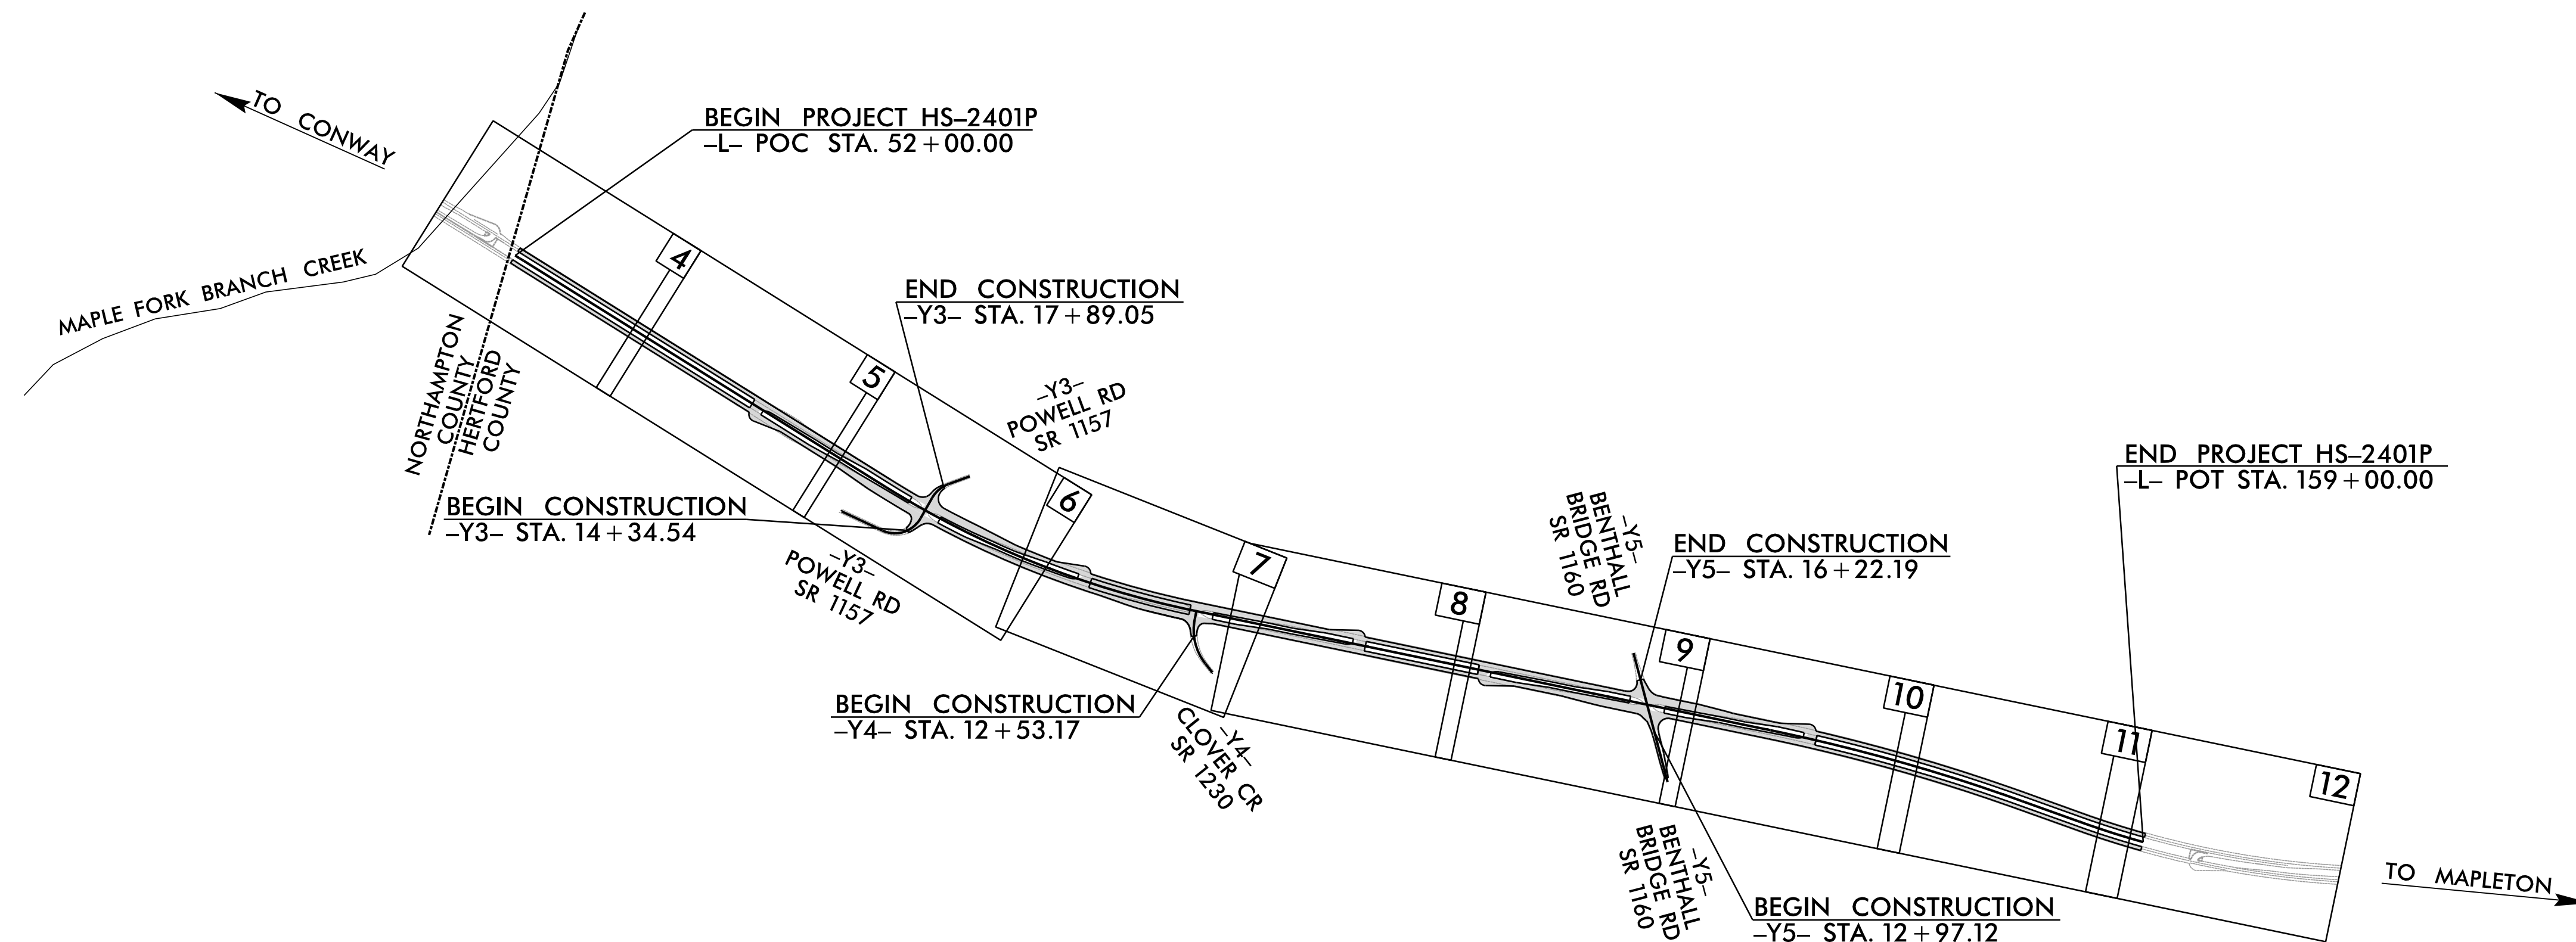 TO CONWAY
BEGIN PROJECT HS–2401P
–L– POC STA. 52+00.00
MAPLE FORK BRANCH CREEK
NORTHAMPTON
COUNTY
HERTFORD
COUNTY
4
END CONSTRUCTION
–Y3– STA. 17+89.05
5
–Y3–
POWELL RD
SR 1157
BEGIN CONSTRUCTION
–Y3– STA. 14+34.54
–Y3–
POWELL RD
SR 1157
6
7
BEGIN CONSTRUCTION
–Y4– STA. 12+53.17
–Y4–
CLOVER CR
SR 1230
8
–Y5–
BENTHALL
BRIDGE RD
SR 1160
END CONSTRUCTION
–Y5– STA. 16+22.19
9
10
END PROJECT HS–2401P
–L– POT STA. 159+00.00
11
12
–Y5–
BENTHALL
BRIDGE RD
SR 1160
BEGIN CONSTRUCTION
–Y5– STA. 12+97.12
TO MAPLETON